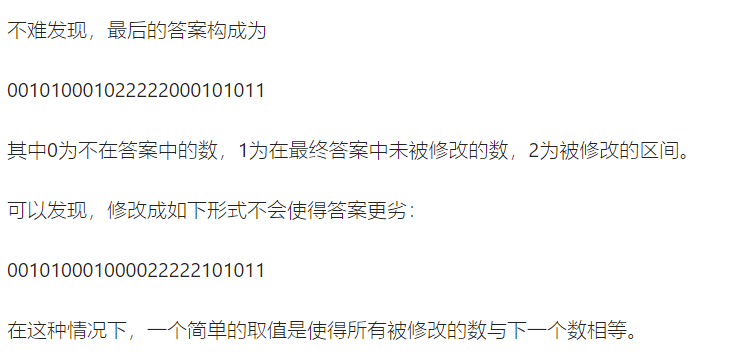 不难发现，最后的答案构成为
0010100010222220001010​11
其中0为不在答案中的数，1为在最终答案中未被修改的数，2为被修改的区间。
可以发现，修改成如下形式不会使得答案更劣：
001010001000022222101011
在这种情况下，一个简单的取值是使得所有被修改的数与下一个数相等。